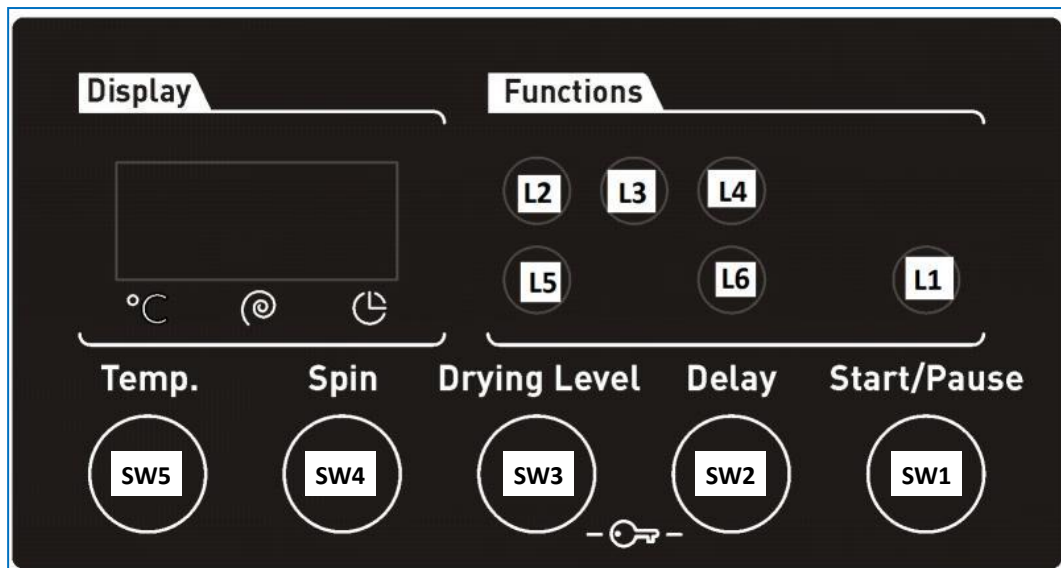 Display
Functions
L2 L3 L4
L5 L6 L1
°C
Temp. Spin Drying Level Delay Start/Pause
SW5 SW4 SW3 SW2 SW1